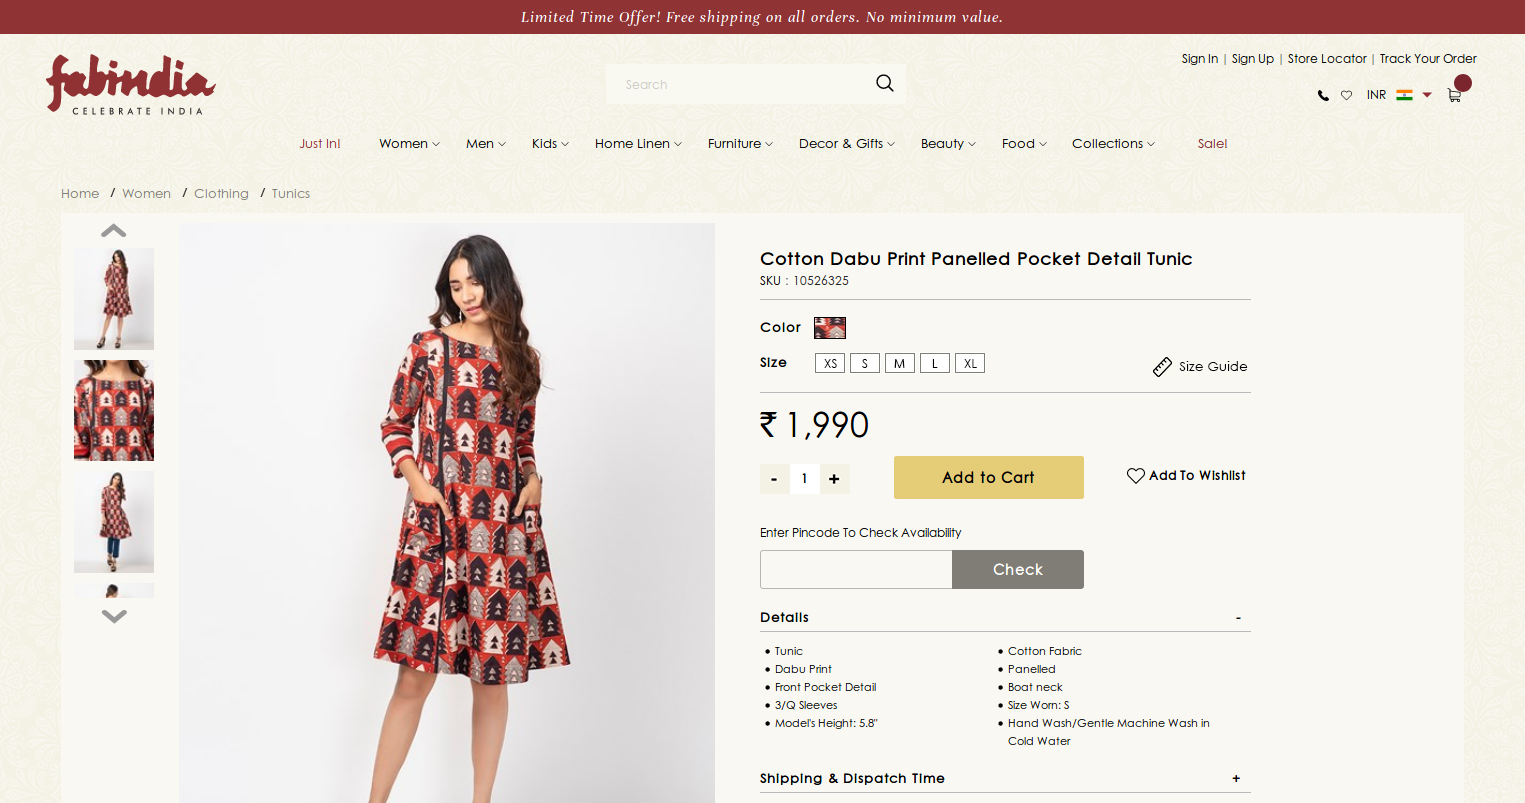 Limited Time Offer! Free shipping on all orders. No minimum value.
fabindia
CELEBRATE INDIA
Search
Sign In | Sign Up | Store Locator | Track Your Order
INR
Just In!
Women
Men
Kids
Home Linen
Furniture
Decor & Gifts
Beauty
Food
Collections
Sale!
Home / Women / Clothing / Tunics
Cotton Dabu Print Panelled Pocket Detail Tunic
SKU : 10526325
Color
Size XS S M L XL
Size Guide
₹ 1,990
- 1 +
Add to Cart
Add To Wishlist
Enter Pincode To Check Availability
Check
Details -
• Tunic
• Dabu Print
• Front Pocket Detail
• 3/Q Sleeves
• Model's Height: 5.8"
• Cotton Fabric
• Panelled
• Boat neck
• Size Worn: S
• Hand Wash/Gentle Machine Wash in
Cold Water
Shipping & Dispatch Time +